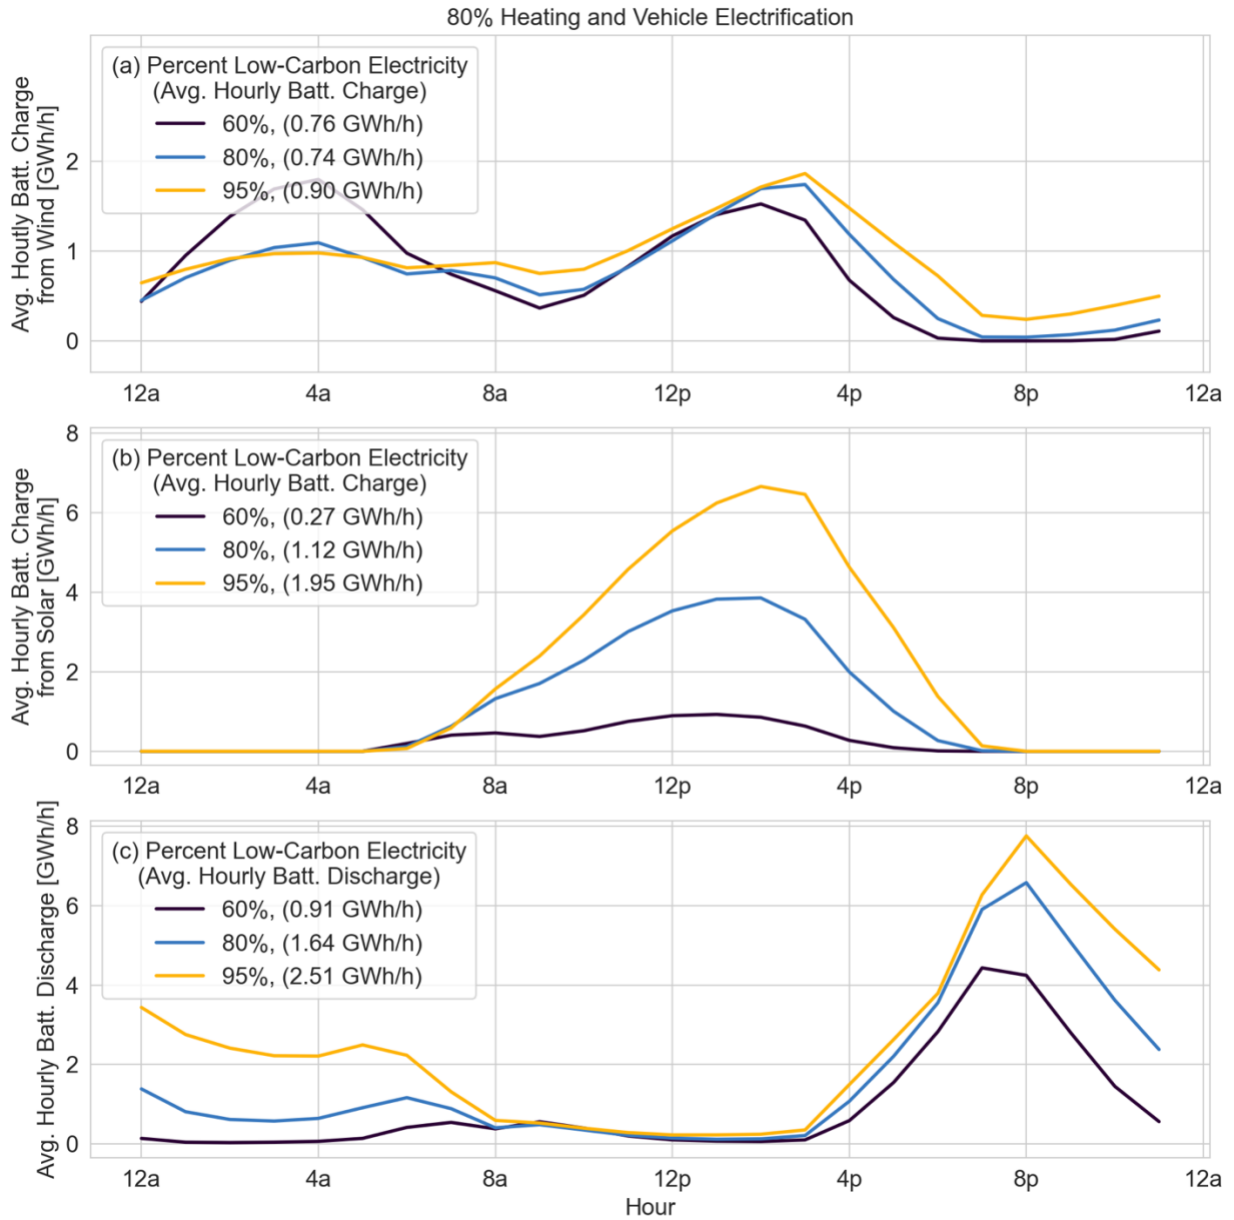 80% Heating and Vehicle Electrification
Avg. Houtly Batt. Charge
from Wind [GWh/h]
(a) Percent Low-Carbon Electricity
(Avg. Hourly Batt. Charge)
60%, (0.76 GWh/h)
80%, (0.74 GWh/h)
95%, (0.90 GWh/h)
2
1
0
12a 4a 8a 12p 4p 8p 12a
Avg. Hourly Batt. Charge
from Solar [GWh/h]
(b) Percent Low-Carbon Electricity
(Avg. Hourly Batt. Charge)
60%, (0.27 GWh/h)
80%, (1.12 GWh/h)
95%, (1.95 GWh/h)
8
6
4
2
0
12a 4a 8a 12p 4p 8p 12a
Avg. Hourly Batt. Discharge [GWh/h]
(c) Percent Low-Carbon Electricity
(Avg. Hourly Batt. Discharge)
60%, (0.91 GWh/h)
80%, (1.64 GWh/h)
95%, (2.51 GWh/h)
8
6
4
2
0
12a 4a 8a 12p 4p 8p 12a
Hour